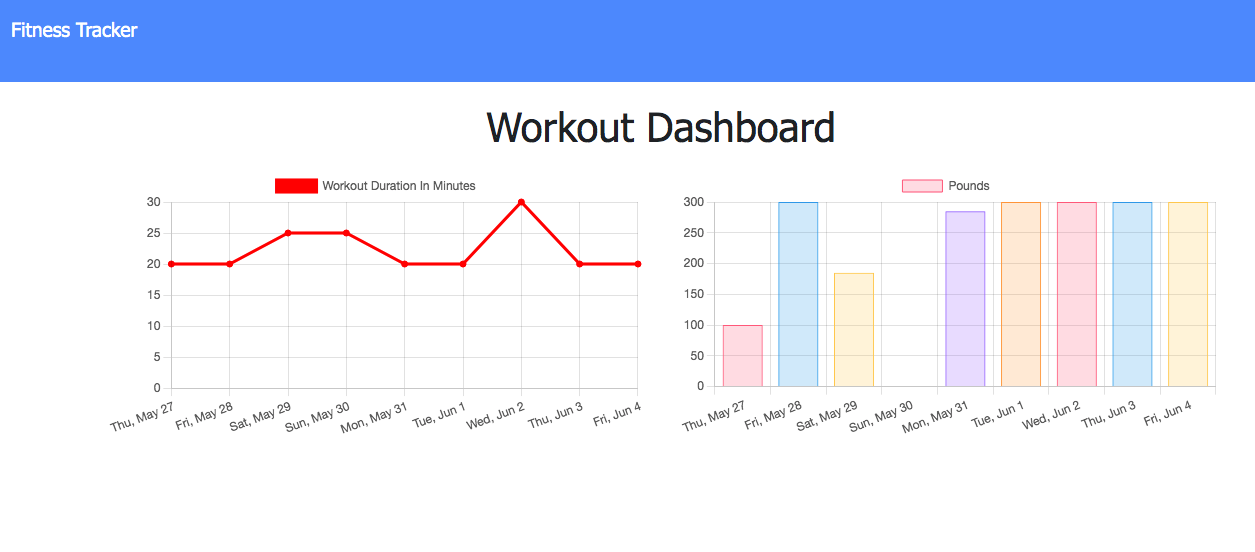 Fitness Tracker
Workout Dashboard
Workout Duration In Minutes
30
25
20
15
10
5
0
Thu, May 27
Fri, May 28
Sat, May 29
Sun, May 30
Mon, May 31
Tue, Jun 1
Wed, Jun 2
Thu, Jun 3
Fri, Jun 4
Pounds
300
250
200
150
100
50
0
Thu, May 27
Fri, May 28
Sat, May 29
Sun, May 30
Mon, May 31
Tue, Jun 1
Wed, Jun 2
Thu, Jun 3
Fri, Jun 4